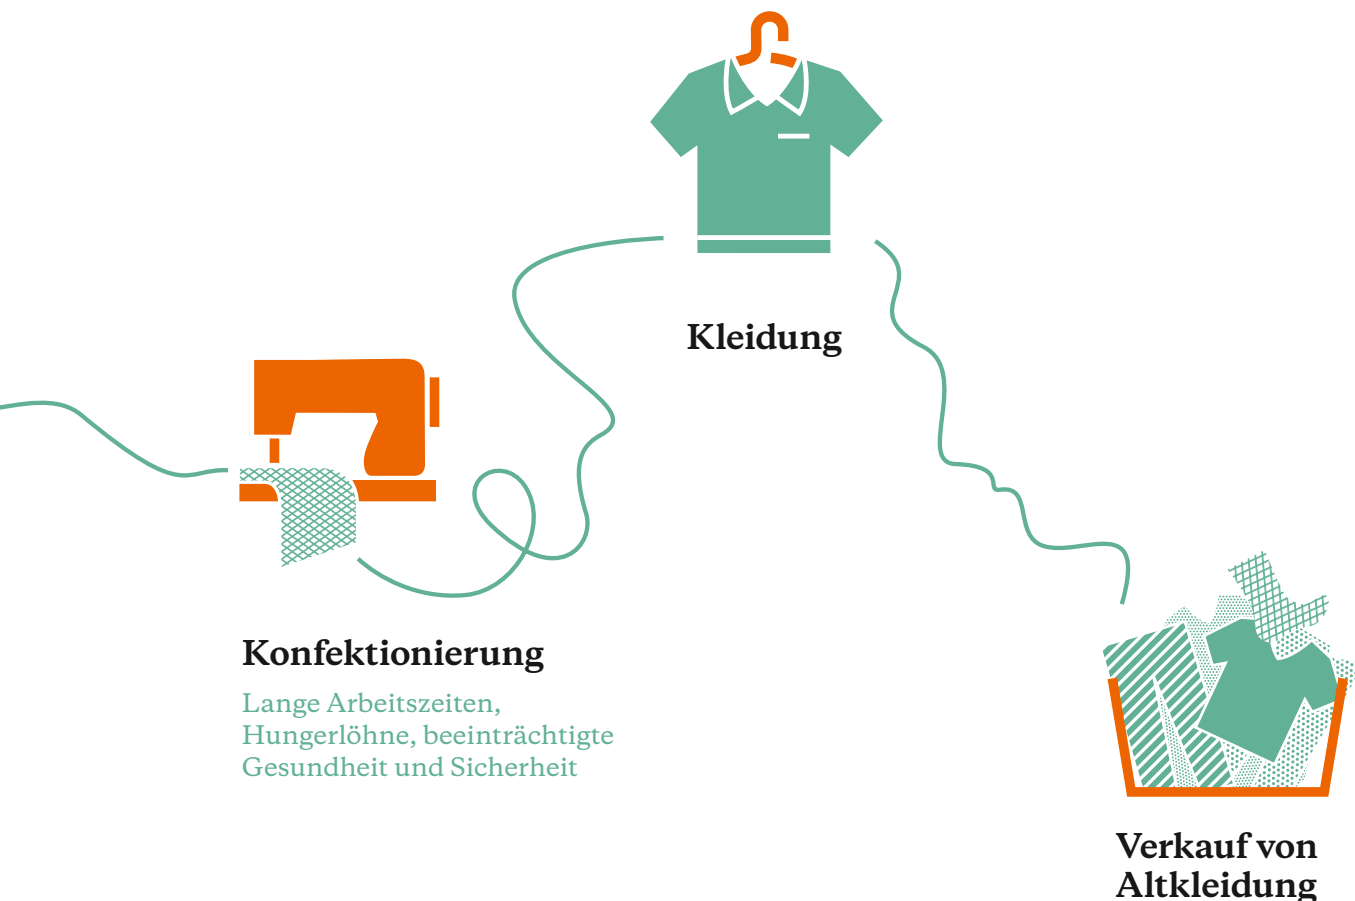 Kleidung
Konfektionierung
Lange Arbeitszeiten,
Hungerlöhne, beeinträchtigte
Gesundheit und Sicherheit
Verkauf von
Altkleidung